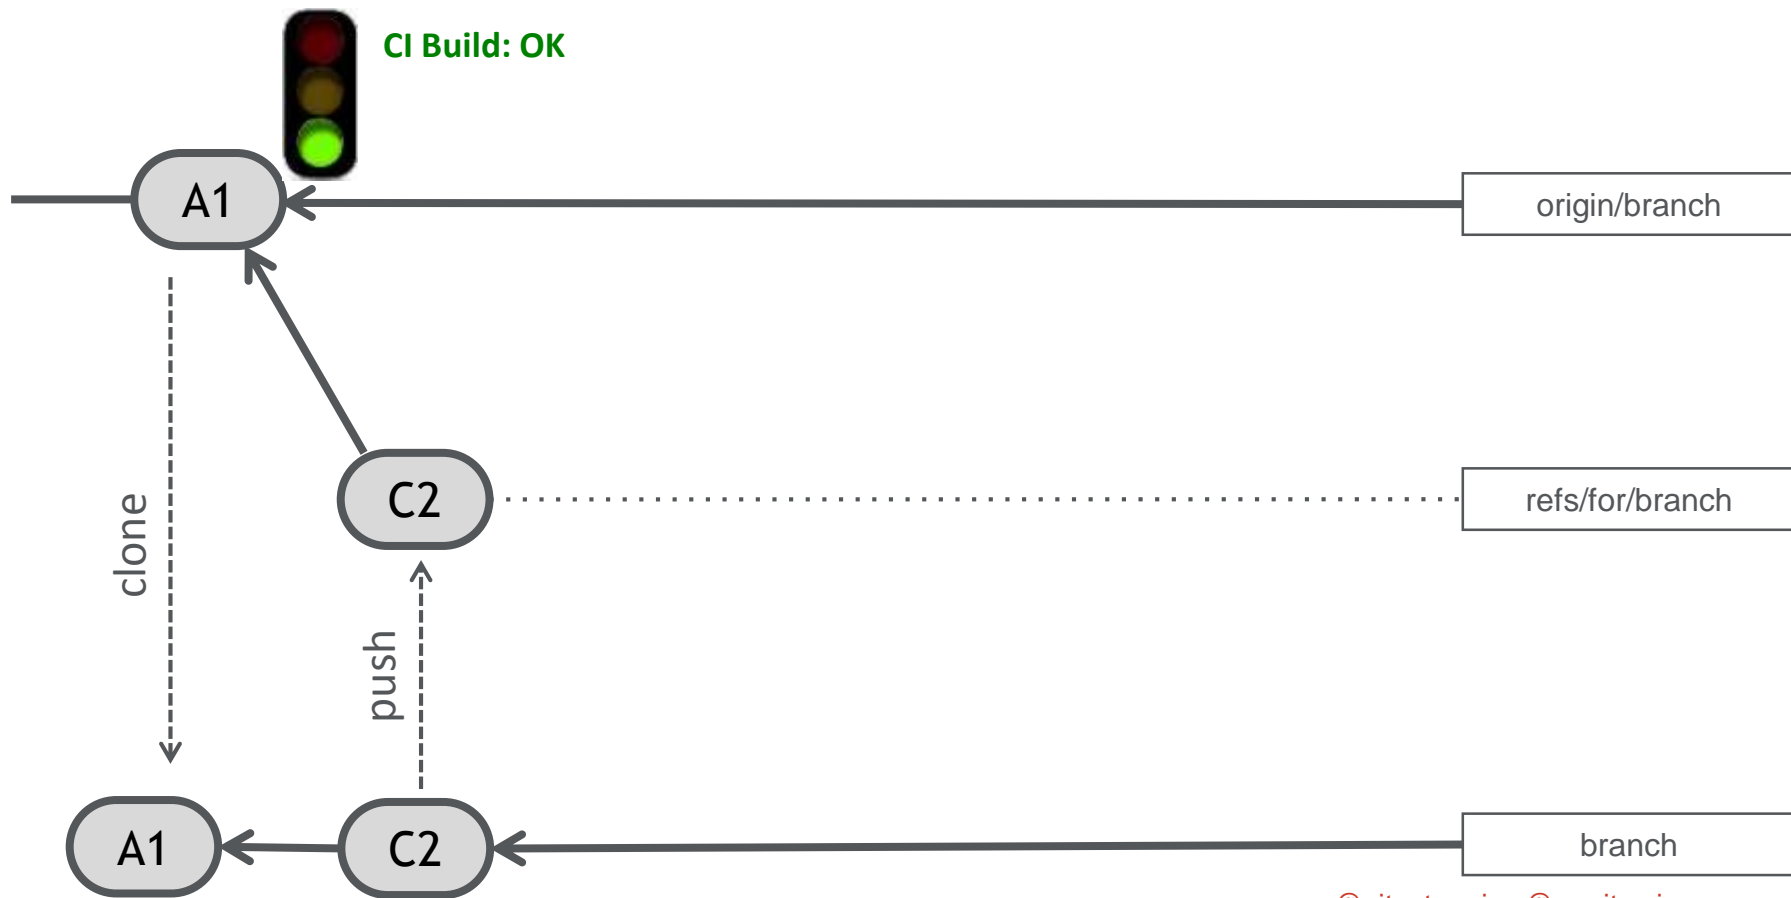 CI Build: OK
A1
origin/branch
clone
C2
refs/for/branch
push
A1
C2
branch